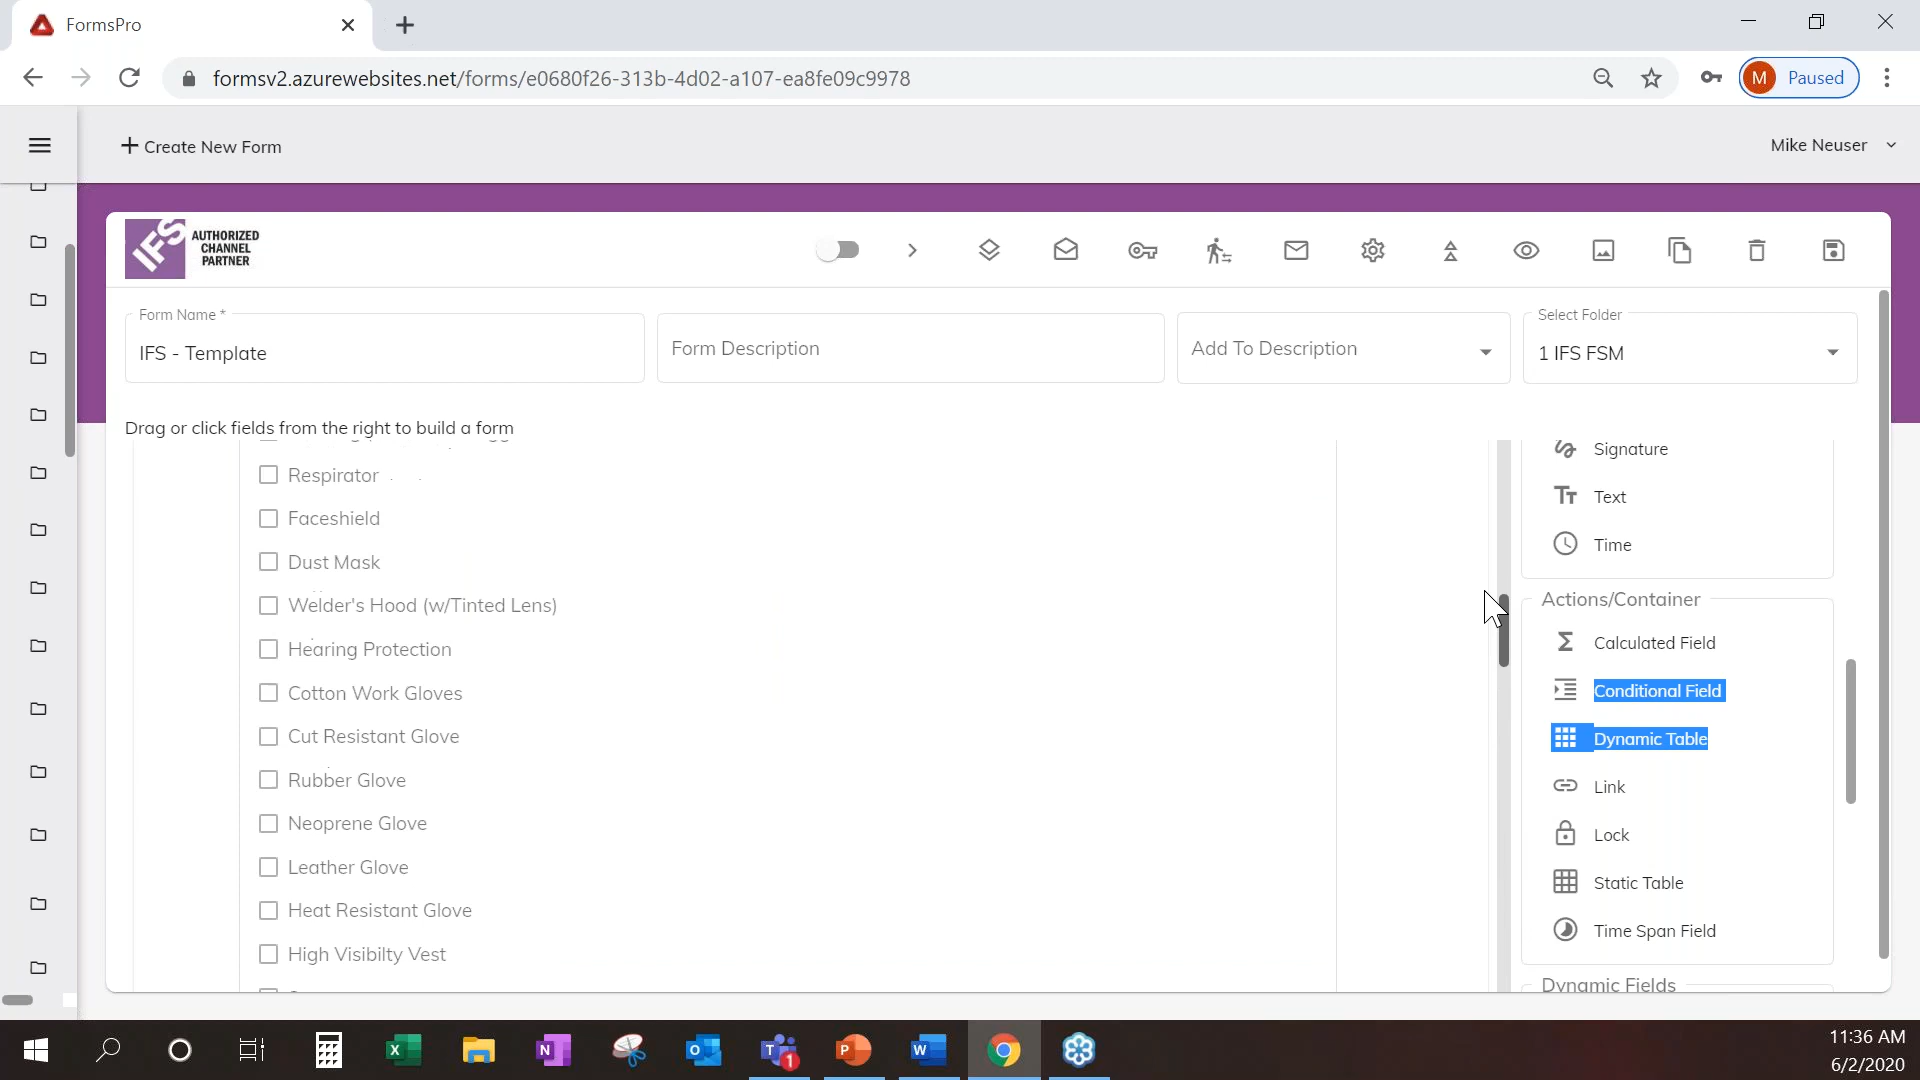 FormsPro
formsv2.azurewebsites.net/forms/e0680f26-313b-4d02-a107-ea8fe09c9978
M Paused
+ Create New Form
Mike Neuser
IFS AUTHORIZED
CHANNEL
PARTNER
Form Name *
IFS - Template
Form Description
Add To Description
Select Folder
1 IFS FSM
Drag or click fields from the right to build a form
Respirator
Faceshield
Dust Mask
Welder's Hood (w/Tinted Lens)
Hearing Protection
Cotton Work Gloves
Cut Resistant Glove
Rubber Glove
Neoprene Glove
Leather Glove
Heat Resistant Glove
High Visibilty Vest
Signature
Text
Time
Actions/Container
Calculated Field
Conditional Field
Dynamic Table
Link
Lock
Static Table
Time Span Field
Dynamic Fields
11:36 AM
6/2/2020